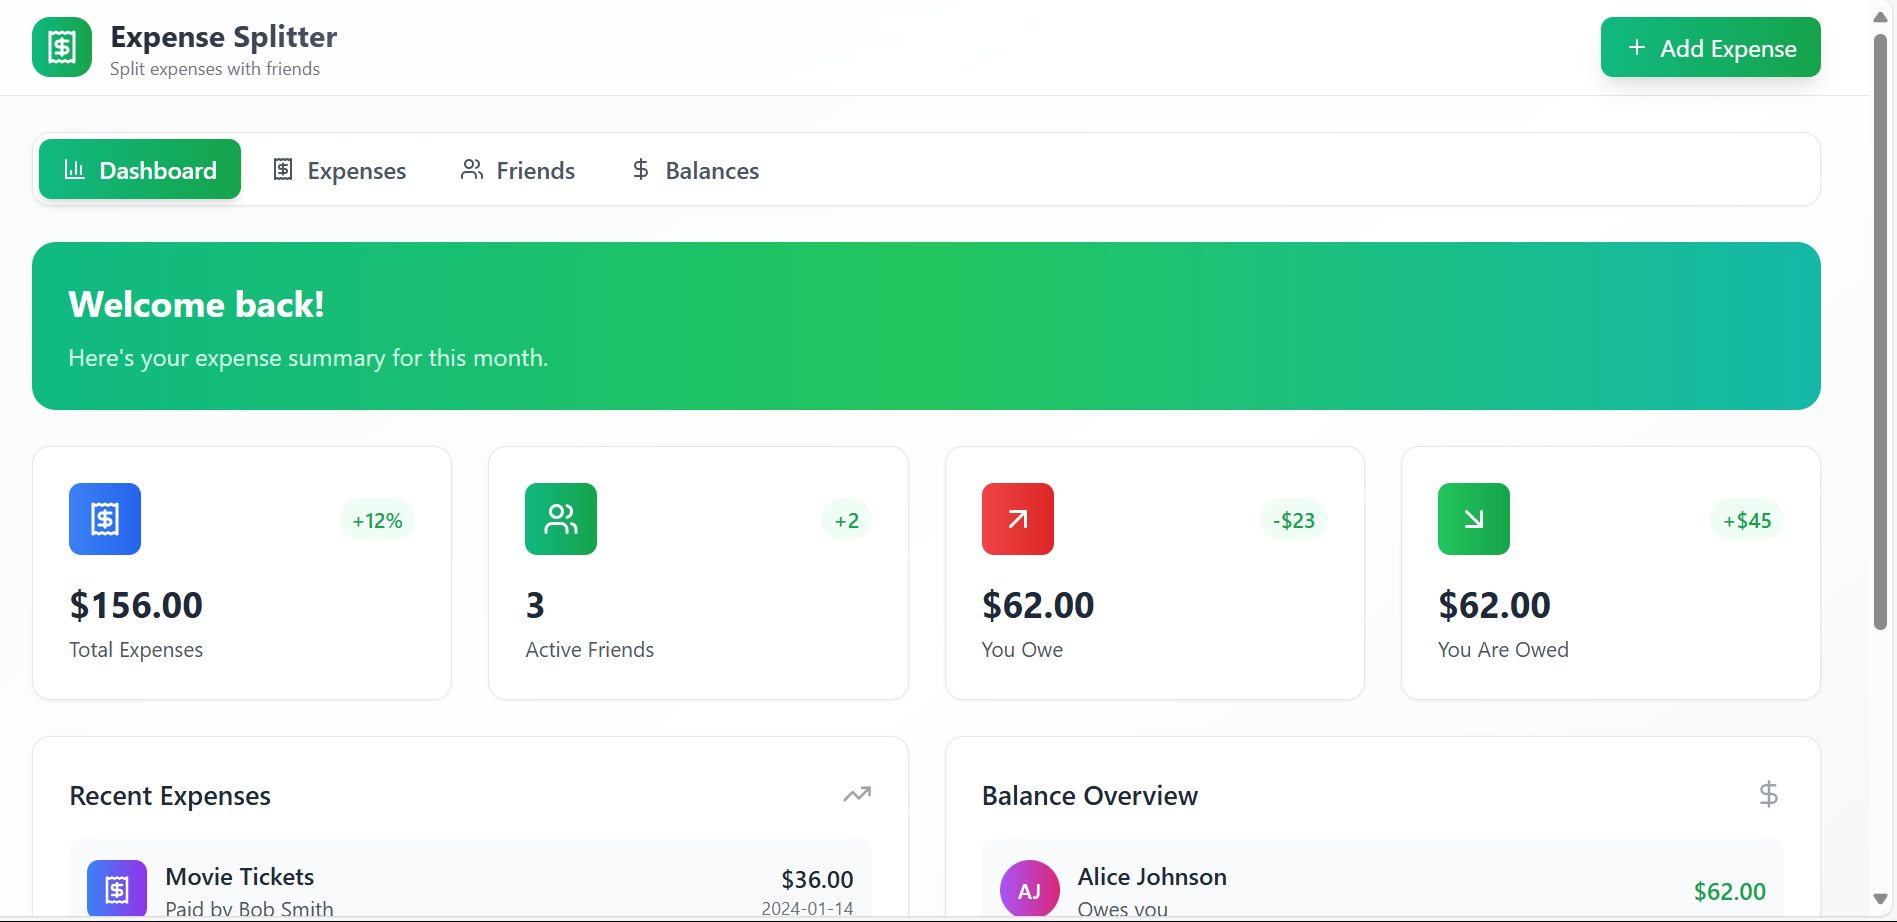 Expense Splitter
Split expenses with friends
+ Add Expense
Dashboard
Expenses
Friends
$ Balances
Welcome back!
Here's your expense summary for this month.
$
+12%
$156.00
Total Expenses
+2
3
Active Friends
-$23
$62.00
You Owe
+$45
$62.00
You Are Owed
Recent Expenses
Movie Tickets
$36.00
Paid by Bob Smith
2024-01-14
Balance Overview
$
AJ
Alice Johnson
$62.00
Owes you